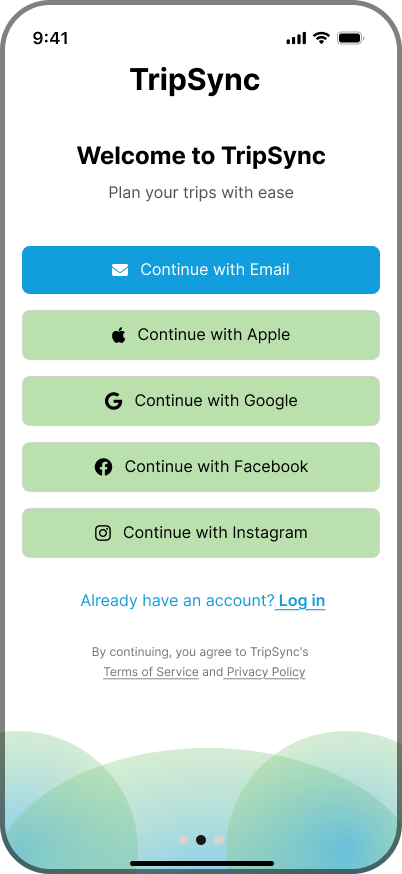 9:41
TripSync
Welcome to TripSync
Plan your trips with ease
Continue with Email
Continue with Apple
Continue with Google
Continue with Facebook
Continue with Instagram
Already have an account? Log in
By continuing, you agree to TripSync's
Terms of Service and Privacy Policy